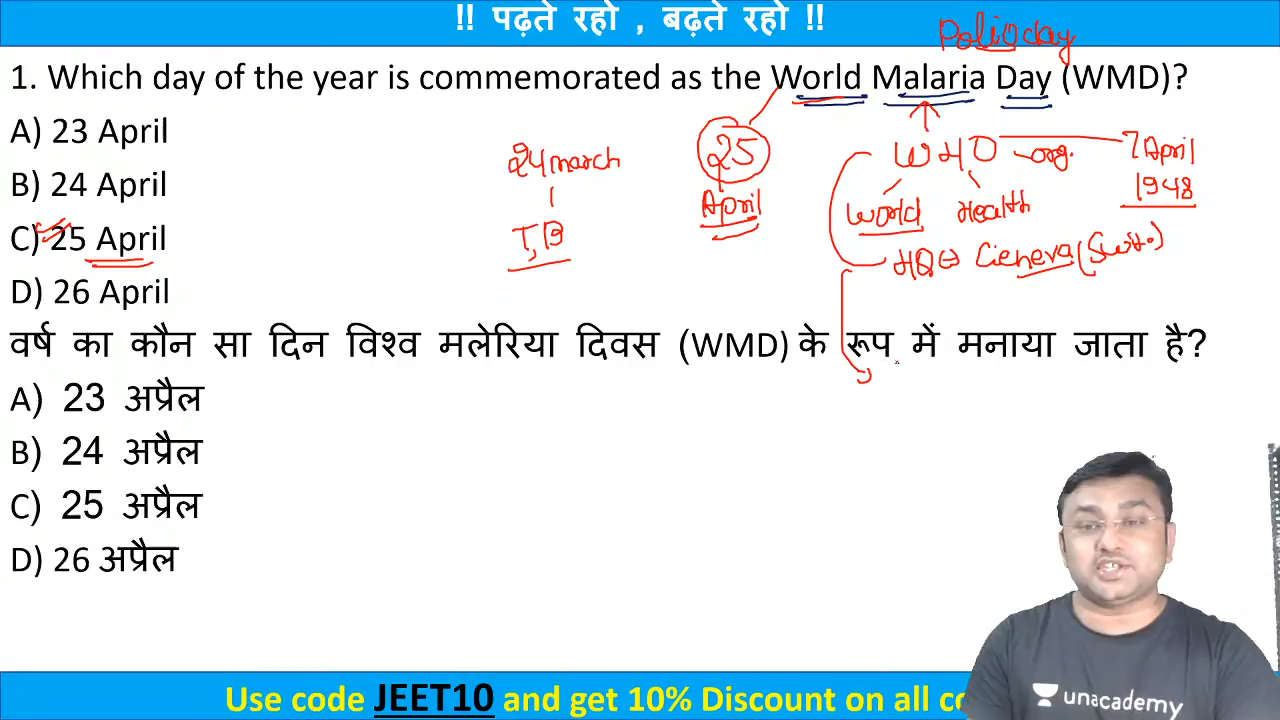 !! पढ़ते रहो , बढ़ते रहो !!
Polio day
1. Which day of the year is commemorated as the World Malaria Day (WMD)?
A) 23 April
B) 24 April
C) 25 April
D) 26 April
24 march
T.B
25
April
WHO org. 7 April
1948
World Health
HQ Geneva (Switz.)
वर्ष का कौन सा दिन विश्व मलेरिया दिवस (WMD) के रूप में मनाया जाता है?
A) 23 अप्रैल
B) 24 अप्रैल
C) 25 अप्रैल
D) 26 अप्रैल
unacademy
Use code JEET10 and get 10% Discount on all co